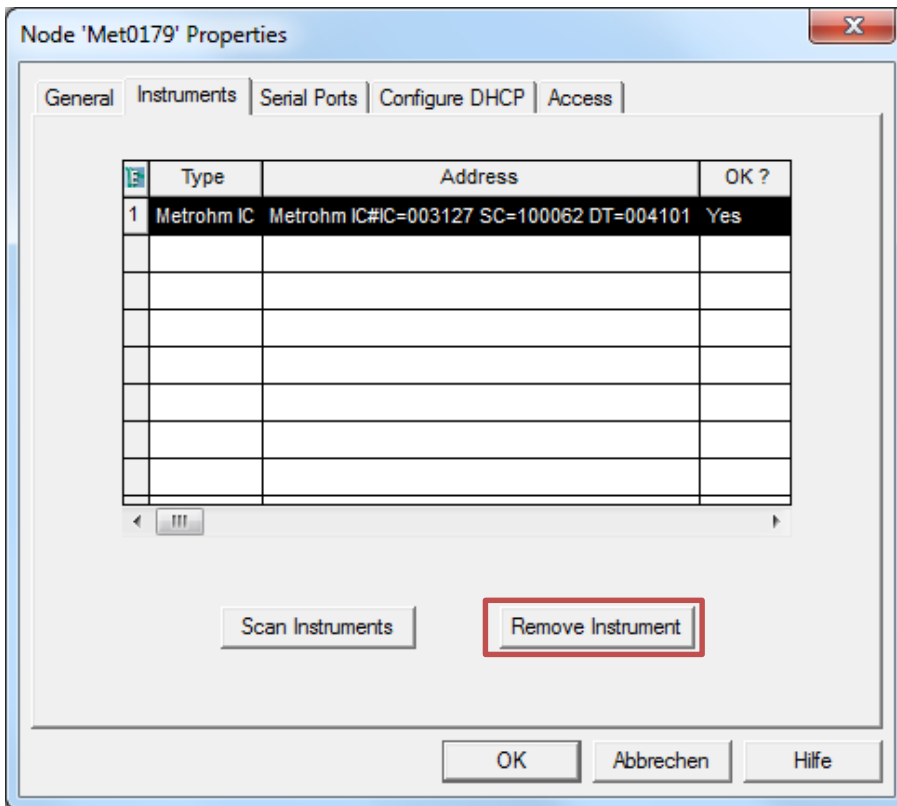 Node 'Met0179' Properties
General Instruments Serial Ports Configure DHCP Access
Type Address OK ?
1 Metrohm IC Metrohm IC#IC=003127 SC=100062 DT=004101 Yes
Scan Instruments Remove Instrument
OK Abbrechen Hilfe